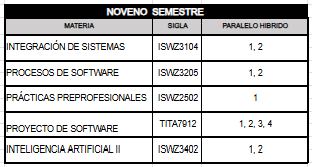 NOVENO SEMESTRE
MATERIA SIGLA PARALELO HIBRIDO
INTEGRACIÓN DE SISTEMAS ISWZ3104 1, 2
PROCESOS DE SOFTWARE ISWZ3205 1, 2
PRÁCTICAS PREPROFESIONALES ISWZ2502 1
PROYECTO DE SOFTWARE TITA7912 1, 2, 3, 4
INTELIGENCIA ARTIFICIAL II ISWZ3402 1, 2